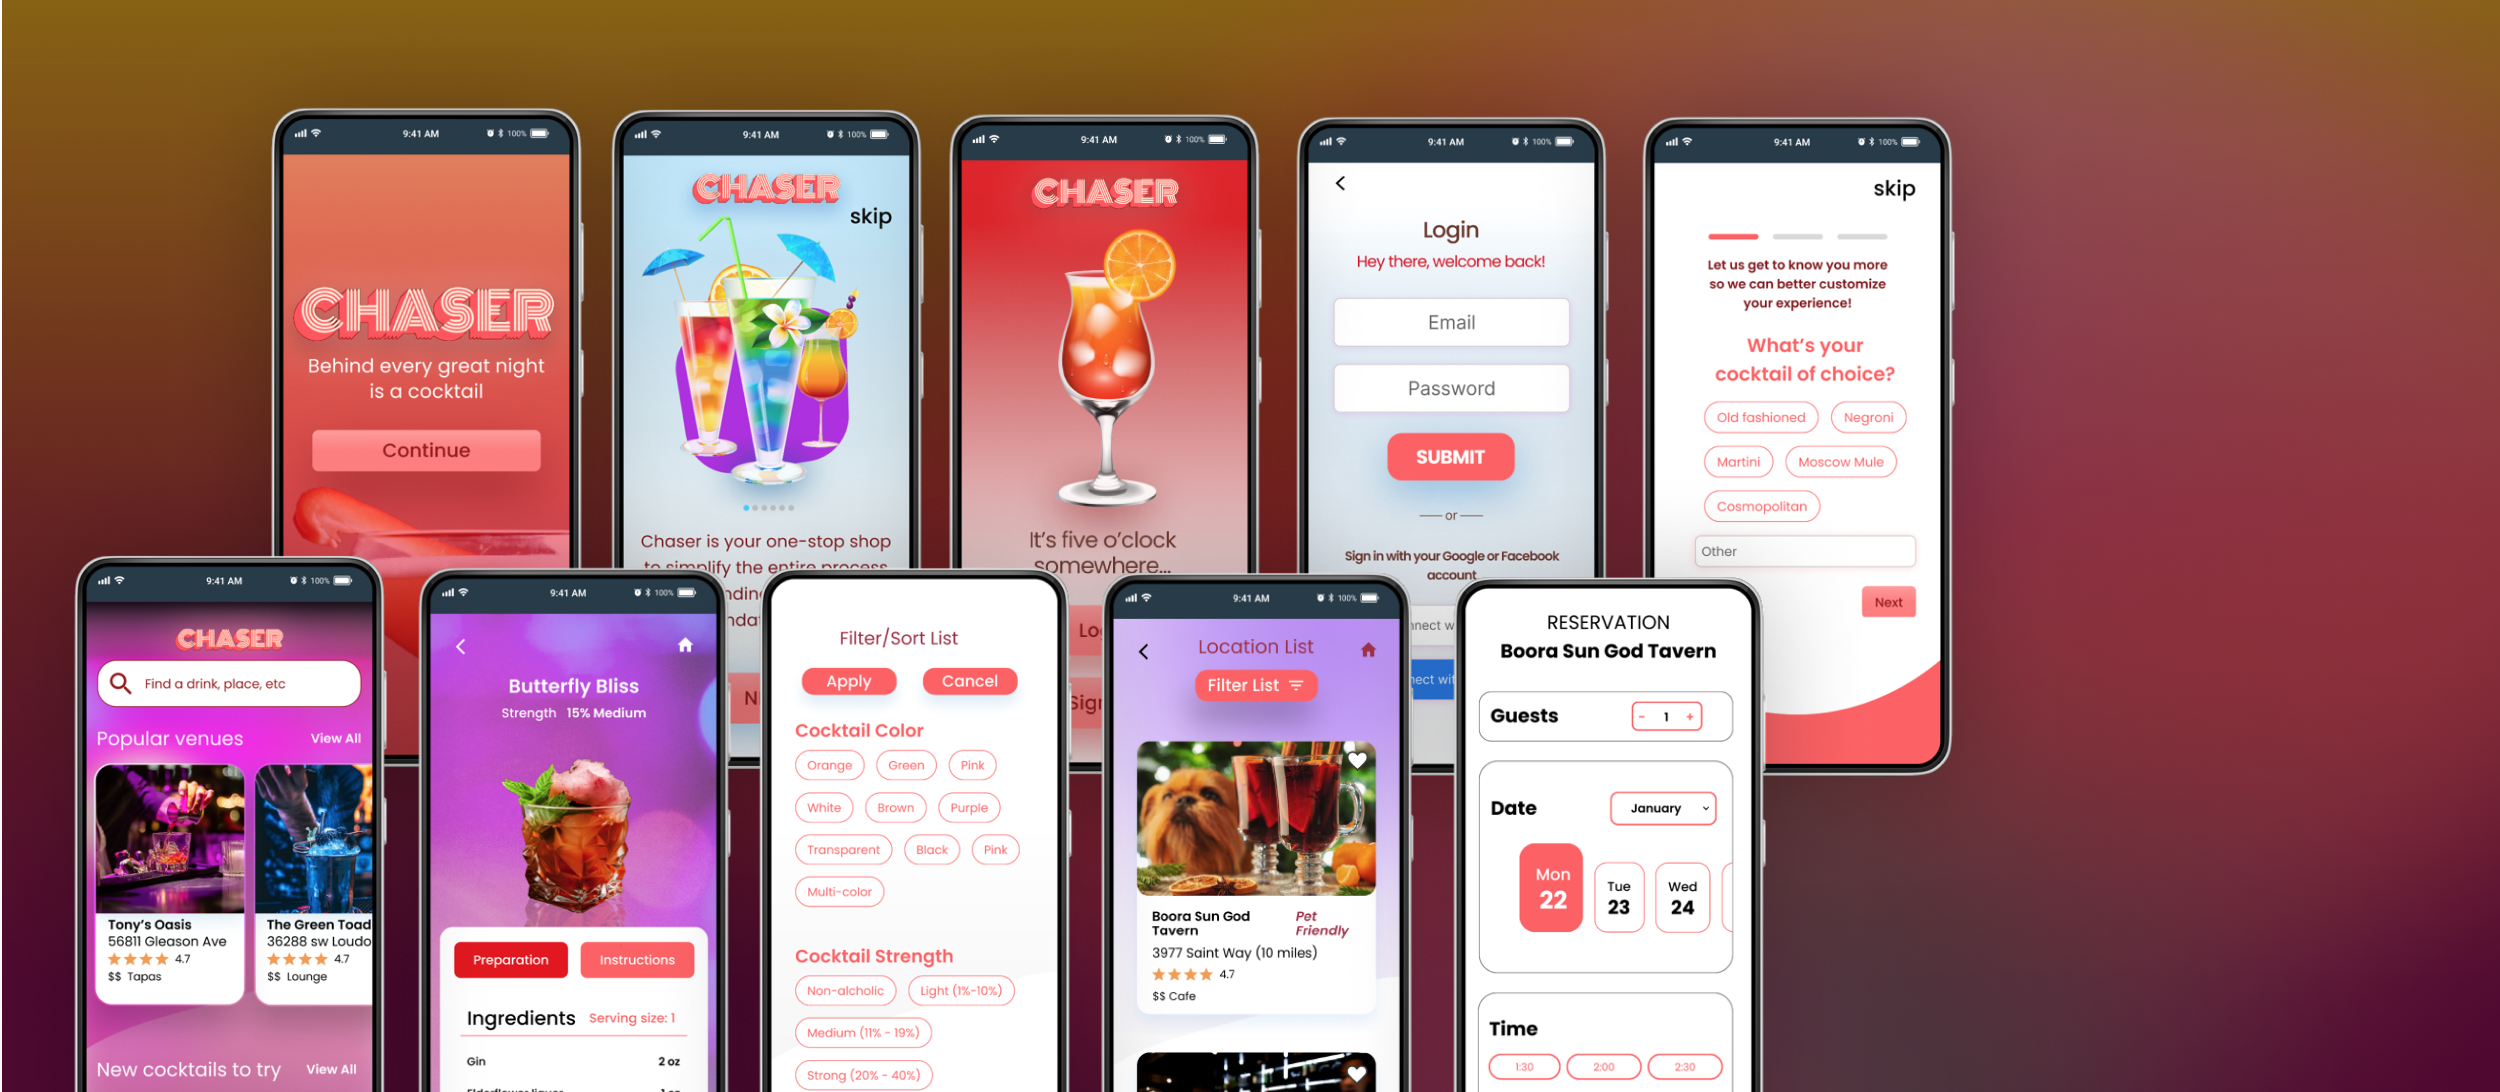 9:41 AM 100%
CHASER
Behind every great night
is a cocktail
Continue
9:41 AM 100%
CHASER
skip
Chaser is your one-stop shop
to simplify the entire process
9:41 AM 100%
CHASER
It's five o'clock
somewhere...
9:41 AM 100%
Login
Hey there, welcome back!
Email
Password
SUBMIT
or
Sign in with your Google or Facebook
account
9:41 AM 100%
skip
Let us get to know you more
so we can better customize
your experience!
What's your
cocktail of choice?
Old fashioned Negroni
Martini Moscow Mule
Cosmopolitan
Other
Next
9:41 AM 100%
CHASER
Find a drink, place, etc
Popular venues View All
Tony's Oasis
56811 Gleason Ave
4.7
$$ Tapas
The Green Toad
36288 sw Loudo
4.7
$$ Lounge
New cocktails to try View All
9:41 AM 100%
Butterfly Bliss
Strength 15% Medium
Preparation Instructions
Ingredients Serving size: 1
Gin 2 oz
Filter/Sort List
Apply Cancel
Cocktail Color
Orange Green Pink
White Brown Purple
Transparent Black Pink
Multi-color
Cocktail Strength
Non-alcholic Light (1%-10%)
Medium (11% - 19%)
Strong (20% - 40%)
9:41 AM 100%
Location List
Filter List
Boora Sun God
Tavern
Pet
Friendly
3977 Saint Way (10 miles)
4.7
$$ Cafe
RESERVATION
Boora Sun God Tavern
Guests - 1 +
Date January
Mon
22
Tue
23
Wed
24
Time
1:30 2:00 2:30